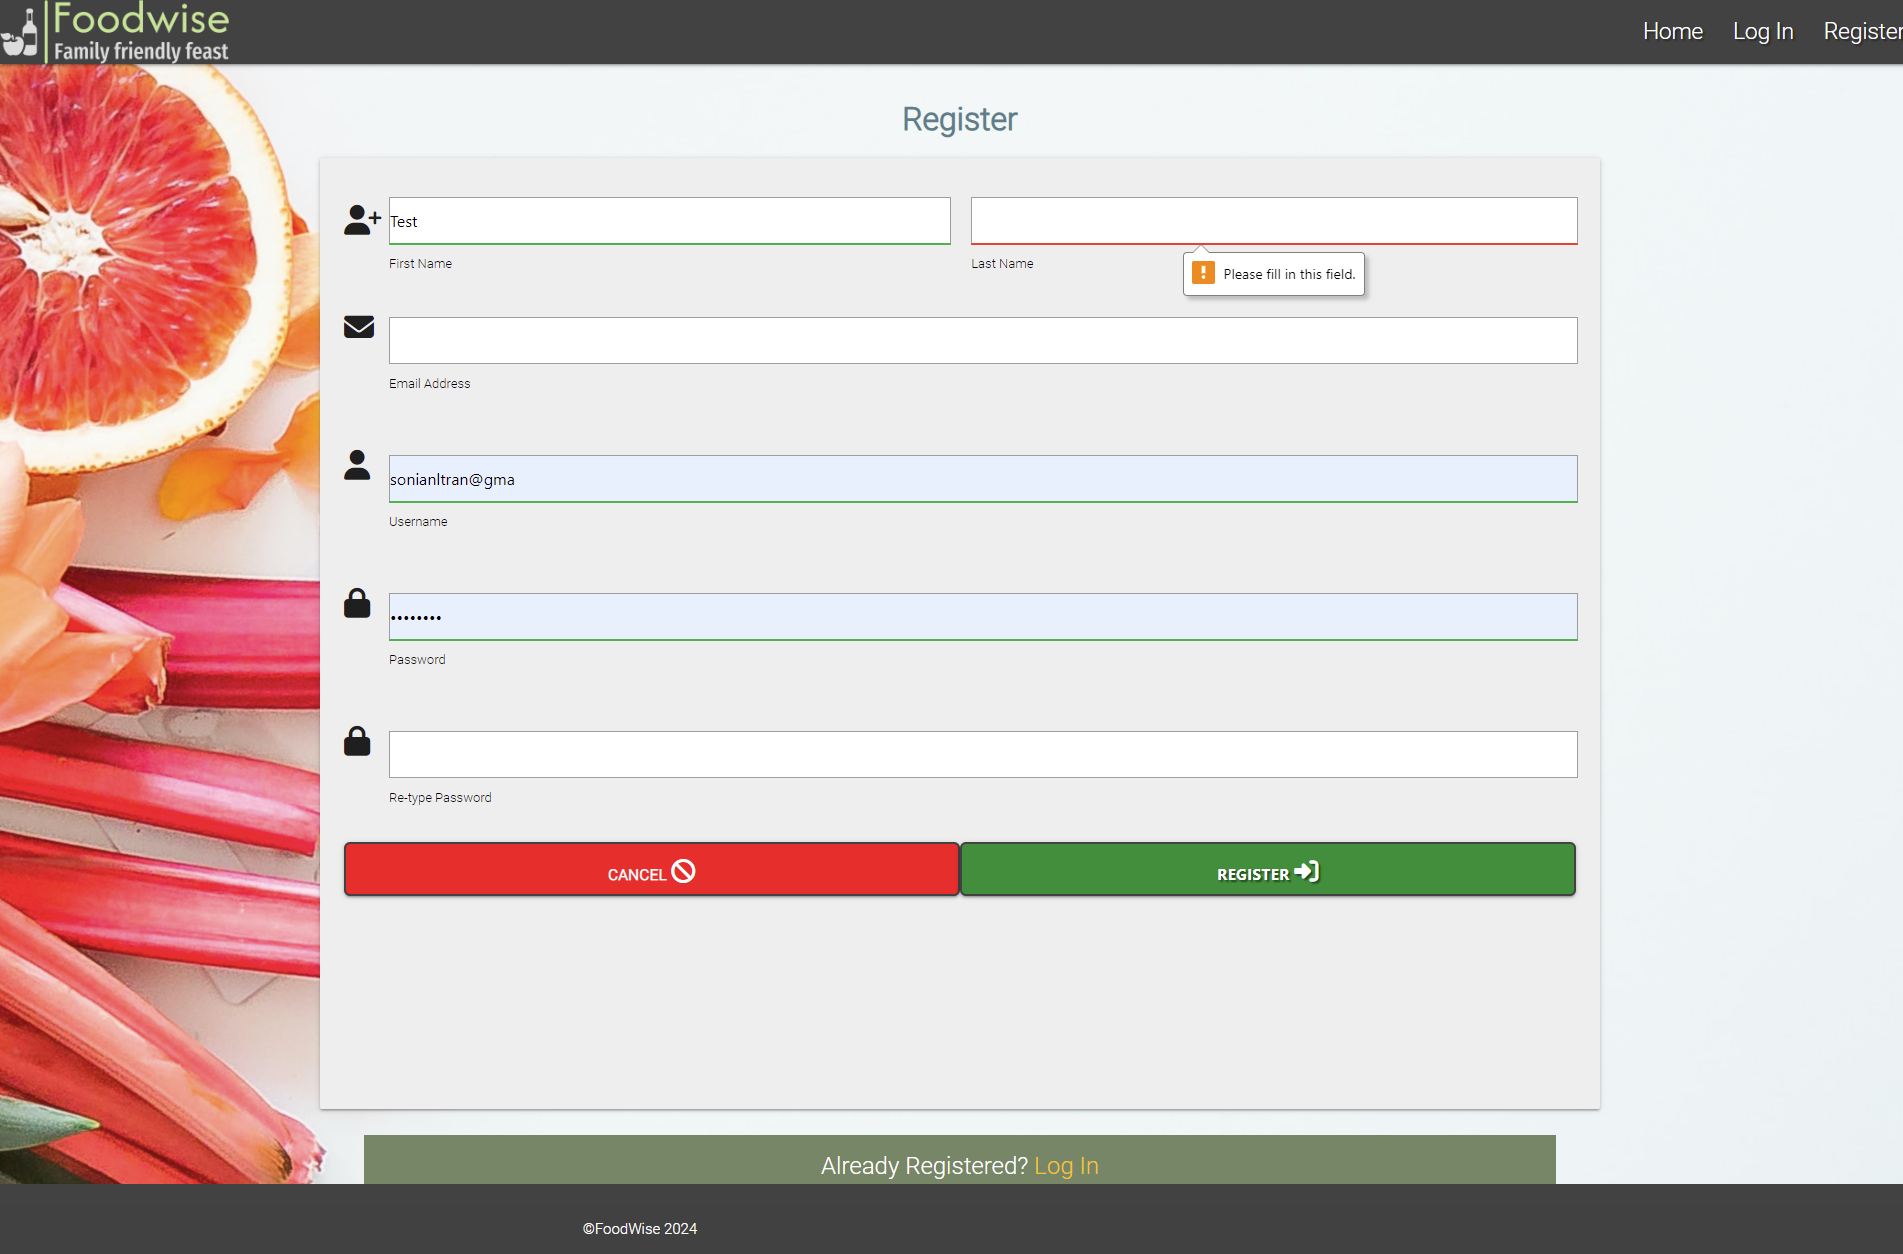 Foodwise
Family friendly feast
Home Log In Register
Register
Test
First Name
Last Name
Please fill in this field.
Email Address
sonianltran@gma
Username
••••••••
Password
Re-type Password
CANCEL
REGISTER
Already Registered? Log In
©FoodWise 2024